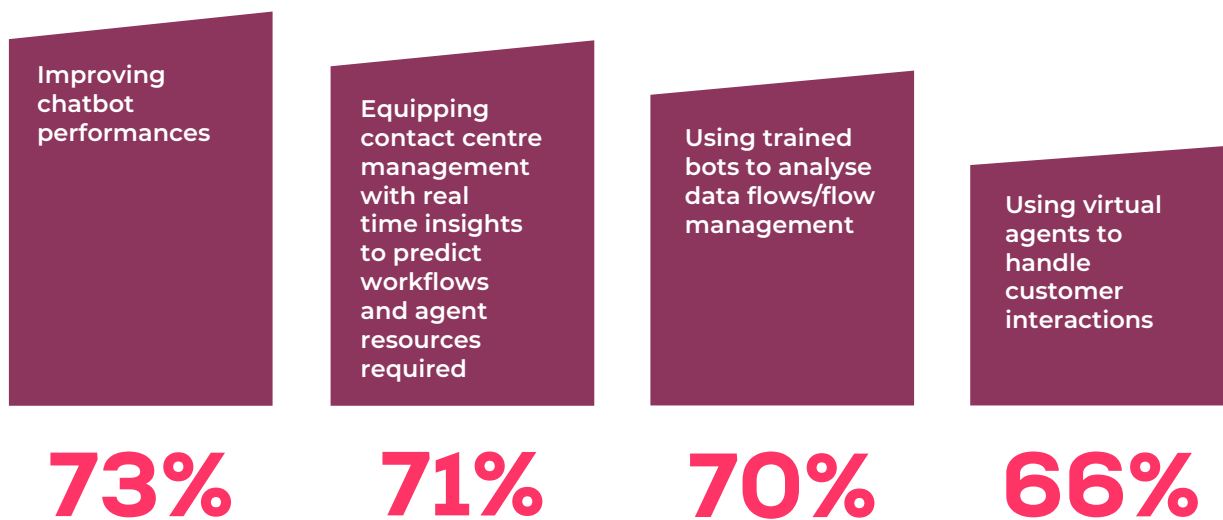 Improving
chatbot
performances
Equipping
contact centre
management
with real
time insights
to predict
workflows
and agent
resources
required
Using trained
bots to analyse
data flows/flow
management
Using virtual
agents to
handle
customer
interactions
73%
71%
70%
66%